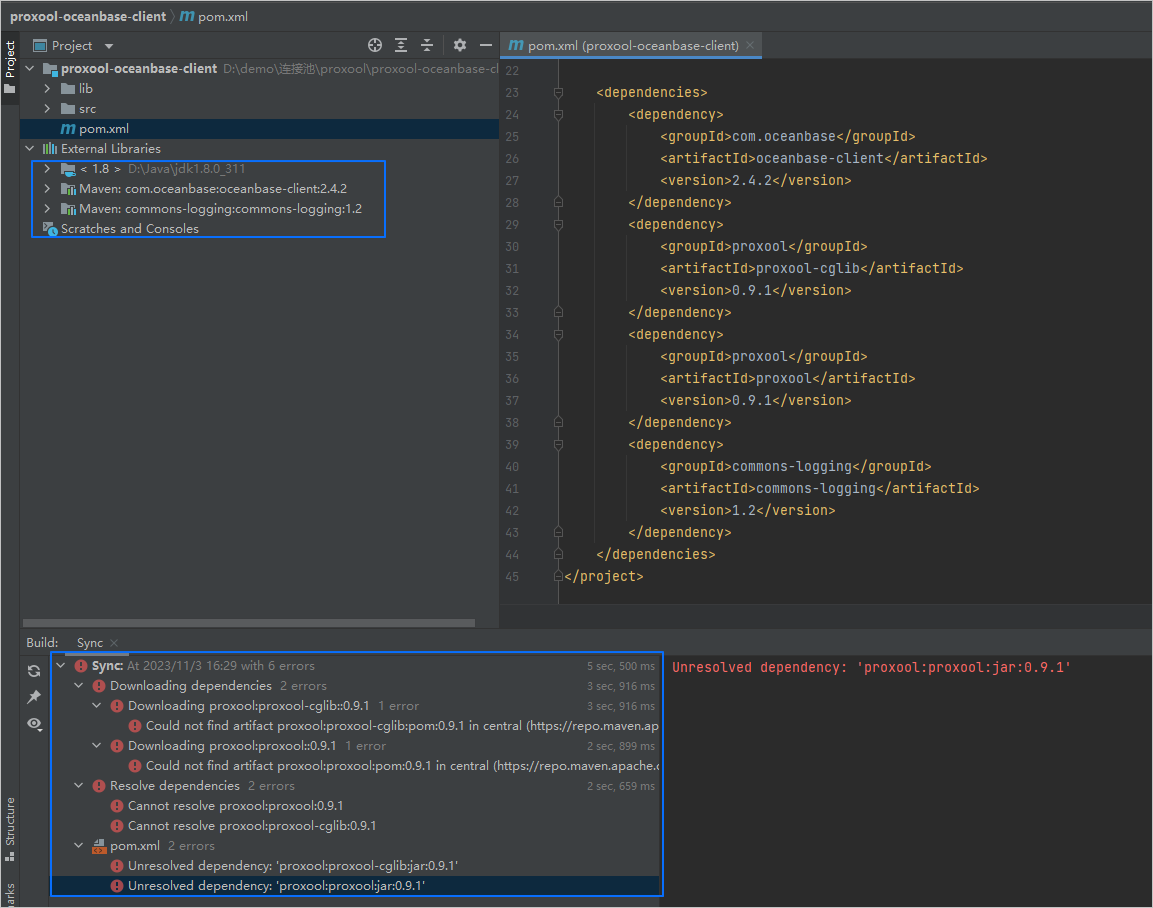 proxool-oceanbase-client pom.xml
Project
Project
pom.xml (proxool-oceanbase-client)
proxool-oceanbase-client D:\demo\连接池\proxool\proxool-oceanbase-cl
lib
src
pom.xml
External Libraries
< 1.8 > D:\Java\jdk1.8.0_311
Maven: com.oceanbase:oceanbase-client:2.4.2
Maven: commons-logging:commons-logging:1.2
Scratches and Consoles
22
23 <dependencies>
24 <dependency>
25 <groupId>com.oceanbase</groupId>
26 <artifactId>oceanbase-client</artifactId>
27 <version>2.4.2</version>
28 </dependency>
29 <dependency>
30 <groupId>proxool</groupId>
31 <artifactId>proxool-cglib</artifactId>
32 <version>0.9.1</version>
33 </dependency>
34 <dependency>
35 <groupId>proxool</groupId>
36 <artifactId>proxool</artifactId>
37 <version>0.9.1</version>
38 </dependency>
39 <dependency>
40 <groupId>commons-logging</groupId>
41 <artifactId>commons-logging</artifactId>
42 <version>1.2</version>
43 </dependency>
44 </dependencies>
45 </project>
Build: Sync
Sync: At 2023/11/3 16:29 with 6 errors 5 sec, 500 ms
Downloading dependencies 2 errors 3 sec, 916 ms
Downloading proxool:proxool-cglib::0.9.1 1 error 3 sec, 916 ms
Could not find artifact proxool:proxool-cglib:pom:0.9.1 in central (https://repo.maven.ap
Downloading proxool:proxool::0.9.1 1 error 2 sec, 899 ms
Could not find artifact proxool:proxool:pom:0.9.1 in central (https://repo.maven.apache.o
Resolve dependencies 2 errors 2 sec, 659 ms
Cannot resolve proxool:proxool:0.9.1
Cannot resolve proxool:proxool-cglib:0.9.1
pom.xml 2 errors
Unresolved dependency: 'proxool:proxool-cglib:jar:0.9.1'
Unresolved dependency: 'proxool:proxool:jar:0.9.1'
Unresolved dependency: 'proxool:proxool:jar:0.9.1'
Structure
arks